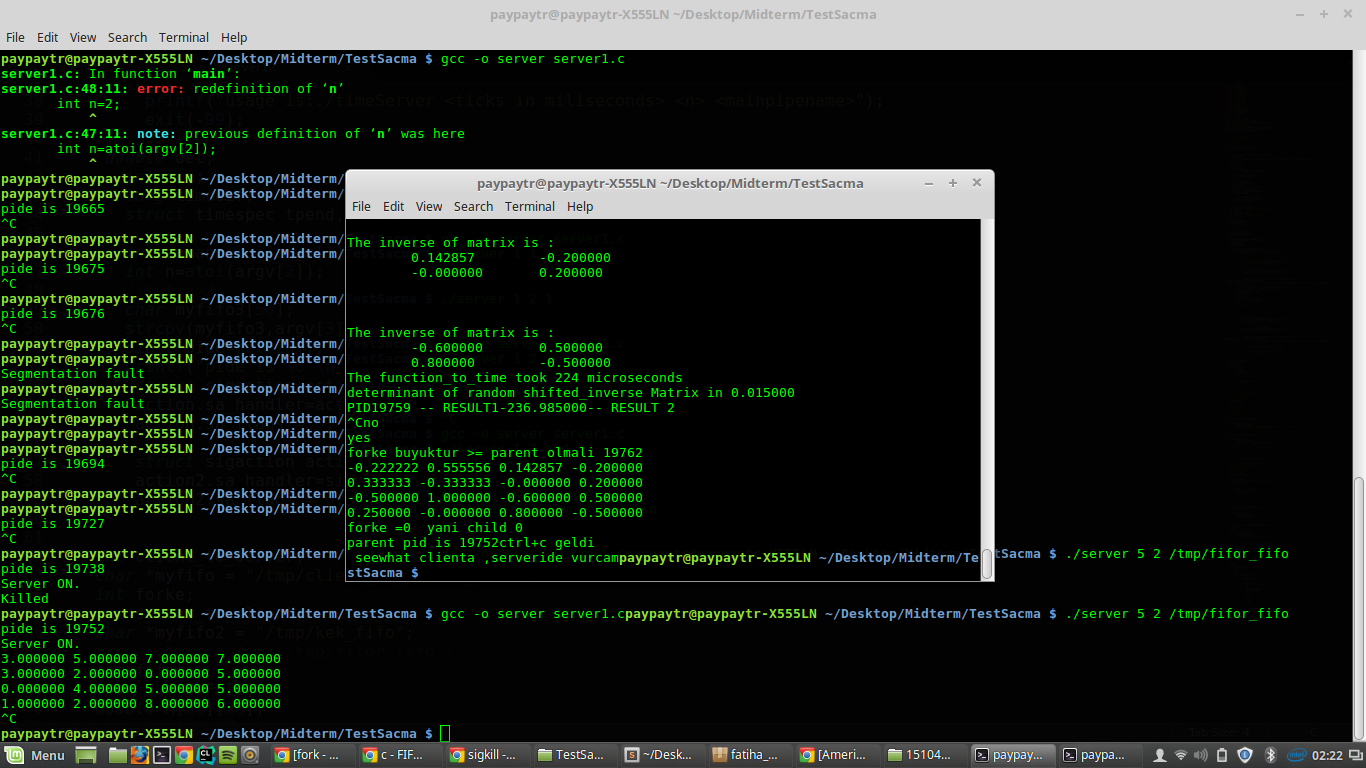 paypaytr@paypaytr-X555LN ~/Desktop/Midterm/TestSacma
File Edit View Search Terminal Help
paypaytr@paypaytr-X555LN ~/Desktop/Midterm/TestSacma $ gcc -o server server1.c
server1.c: In function ‘main’:
server1.c:48:11: error: redefinition of ‘n’
int n=2;
^
server1.c:47:11: note: previous definition of ‘n’ was here
int n=atoi(argv[2]);
^
paypaytr@paypaytr-X555LN ~/Desktop/Midterm/
paypaytr@paypaytr-X555LN ~/Desktop/Midterm/
pide is 19665
^C
paypaytr@paypaytr-X555LN ~/Desktop/Midterm/
paypaytr@paypaytr-X555LN ~/Desktop/Midterm/
pide is 19675
^C
paypaytr@paypaytr-X555LN ~/Desktop/Midterm/
pide is 19676
^C
paypaytr@paypaytr-X555LN ~/Desktop/Midterm/
paypaytr@paypaytr-X555LN ~/Desktop/Midterm/
Segmentation fault
paypaytr@paypaytr-X555LN ~/Desktop/Midterm/
Segmentation fault
paypaytr@paypaytr-X555LN ~/Desktop/Midterm/
paypaytr@paypaytr-X555LN ~/Desktop/Midterm/
paypaytr@paypaytr-X555LN ~/Desktop/Midterm/
pide is 19694
^C
paypaytr@paypaytr-X555LN ~/Desktop/Midterm/
paypaytr@paypaytr-X555LN ~/Desktop/Midterm/
pide is 19727
^C
paypaytr@paypaytr-X555LN ~/Desktop/Midterm/
stSacma $ ./server 5 2 /tmp/fifor_fifo
pide is 19738
Server ON.
Killed
paypaytr@paypaytr-X555LN ~/Desktop/Midterm/TestSacma $ gcc -o server server1.cpaypaytr@paypaytr-X555LN ~/Desktop/Midterm/TestSacma $ ./server 5 2 /tmp/fifor_fifo
pide is 19752
Server ON.
3.000000 5.000000 7.000000 7.000000
3.000000 2.000000 0.000000 5.000000
0.000000 4.000000 5.000000 5.000000
1.000000 2.000000 8.000000 6.000000
^C
paypaytr@paypaytr-X555LN ~/Desktop/Midterm/TestSacma $
paypaytr@paypaytr-X555LN ~/Desktop/Midterm/TestSacma
File Edit View Search Terminal Help
The inverse of matrix is :
0.142857 -0.200000
-0.000000 0.200000
The inverse of matrix is :
-0.600000 0.500000
0.800000 -0.500000
The function_to_time took 224 microseconds
determinant of random shifted_inverse Matrix in 0.015000
PID19759 -- RESULT1-236.985000-- RESULT 2
^Cno
yes
forke buyuktur >= parent olmali 19762
-0.222222 0.555556 0.142857 -0.200000
0.333333 -0.333333 -0.000000 0.200000
-0.500000 1.000000 -0.600000 0.500000
0.250000 -0.000000 0.800000 -0.500000
forke =0  yani child 0
parent pid is 19752ctrl+c geldi
seewhat clienta ,serveride vurcampaypaytr@paypaytr-X555LN ~/Desktop/Midterm/Te
stSacma $
Menu [fork - ... c - FIF... sigkill -... TestSa... ~/Desk... fatiha_... [Ameri... 15104... paypay... paypa... 02:22